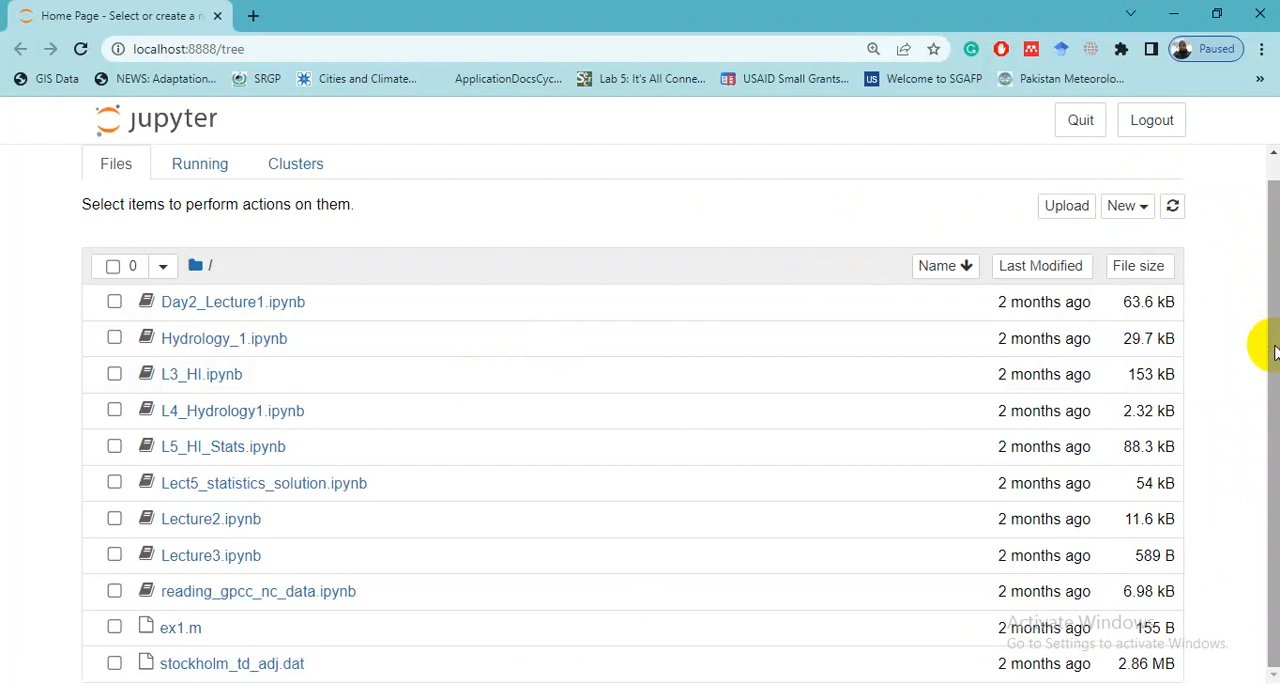 Home Page - Select or create a n
localhost:8888/tree
Paused
GIS Data
NEWS: Adaptation...
SRGP
Cities and Climate...
ApplicationDocsCyc...
Lab 5: It's All Conne...
USAID Small Grants...
US
Welcome to SGAFP
Pakistan Meteorolo...
»
jupyter
Quit
Logout
Files
Running
Clusters
Select items to perform actions on them.
Upload
New
0
/
Name
Last Modified
File size
Day2_Lecture1.ipynb 2 months ago 63.6 kB
Hydrology_1.ipynb 2 months ago 29.7 kB
L3_HI.ipynb 2 months ago 153 kB
L4_Hydrology1.ipynb 2 months ago 2.32 kB
L5_HI_Stats.ipynb 2 months ago 88.3 kB
Lect5_statistics_solution.ipynb 2 months ago 54 kB
Lecture2.ipynb 2 months ago 11.6 kB
Lecture3.ipynb 2 months ago 589 B
reading_gpcc_nc_data.ipynb 2 months ago 6.98 kB
ex1.m 2 months ago 155 B
stockholm_td_adj.dat 2 months ago 2.86 MB
Activate Windows
Go to Settings to activate Windows.